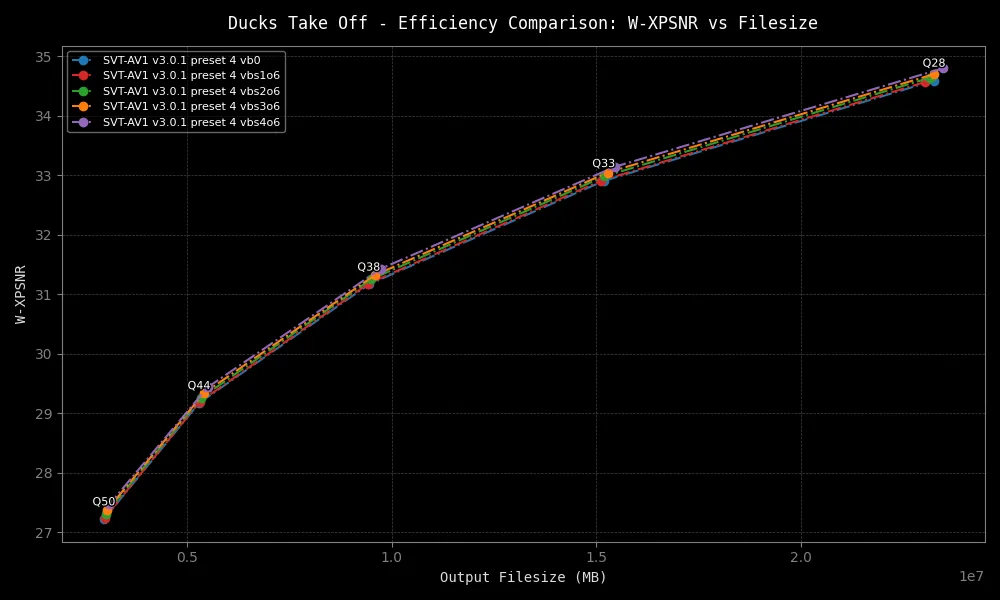 Ducks Take Off - Efficiency Comparison: W-XPSNR vs Filesize
SVT-AV1 v3.0.1 preset 4 vb0
SVT-AV1 v3.0.1 preset 4 vbs1o6
SVT-AV1 v3.0.1 preset 4 vbs2o6
SVT-AV1 v3.0.1 preset 4 vbs3o6
SVT-AV1 v3.0.1 preset 4 vbs4o6
35
34
33
32
31
30
29
28
27
W-XPSNR
Q28
Q33
Q38
Q44
Q50
0.5
1.0
1.5
2.0
1e7
Output Filesize (MB)